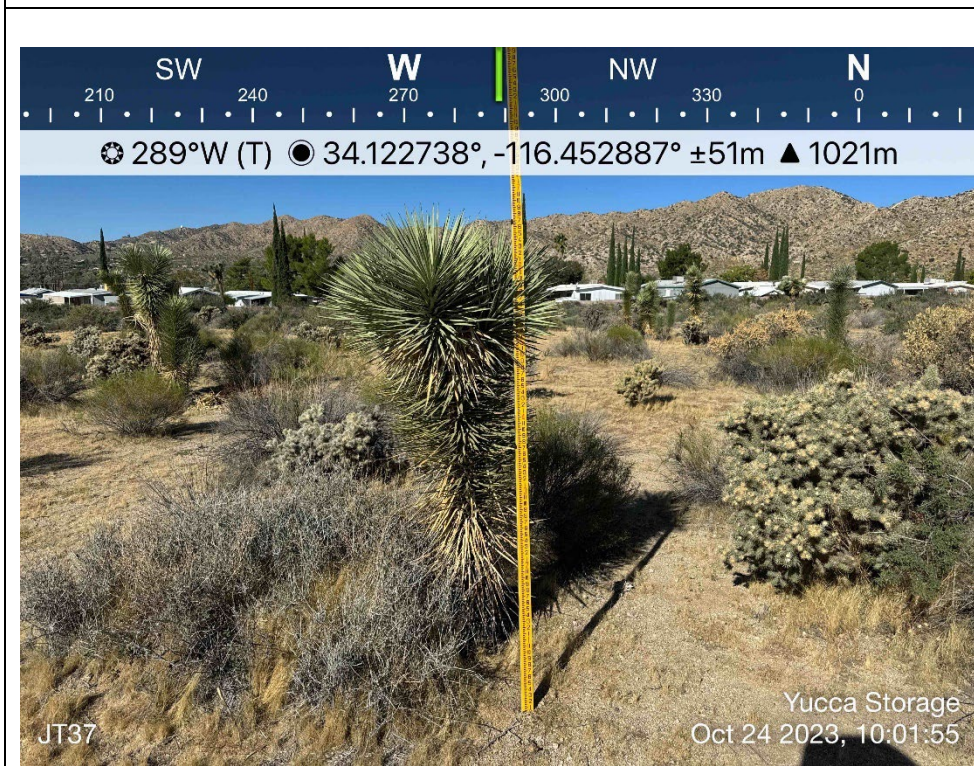 SW W NW N
210 240 270 300 330 0
289°W (T) 34.122738°, -116.452887° ±51m ▲ 1021m
Yucca Storage
JT37 Oct 24 2023, 10:01:55